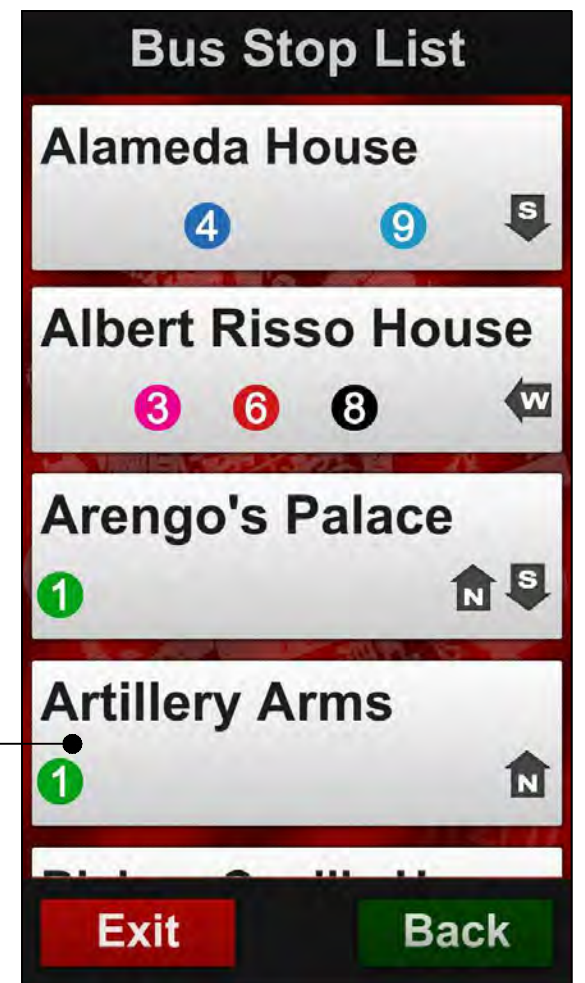 Bus Stop List
Alameda House
4 9 S
Albert Risso House
3 6 8 W
Arengo's Palace
1 N S
Artillery Arms
1 N
Exit Back